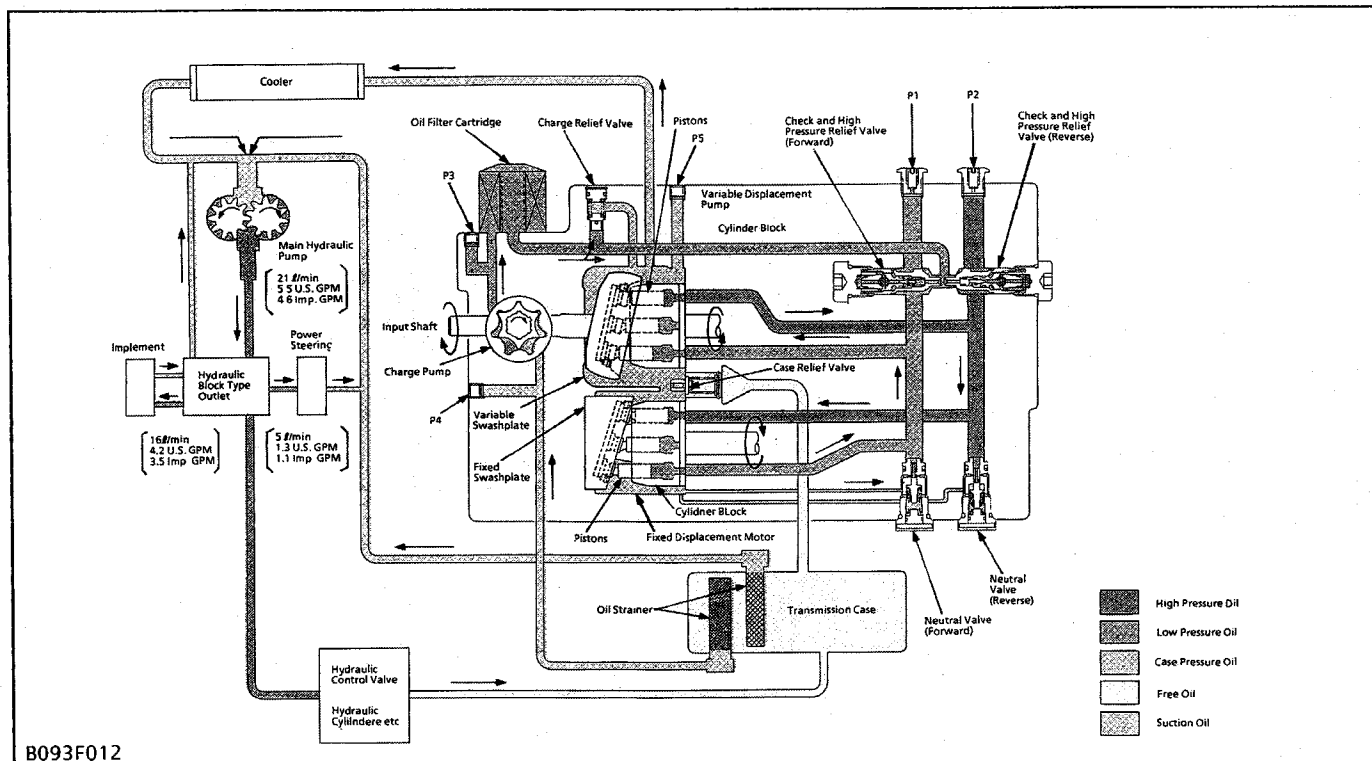 Cooler
Oil Filter Cartridge
Charge Relief Valve
Pistons
P5
P1
P2
Check and High
Pressure Relief
Valve (Reverse)
Check and High
Pressure Relief Valve
(Forward)
P3
Variable Displacement
Pump
Cylinder Block
Main Hydraulic
Pump
21 ℓ/min
5 5 U.S. GPM
4 6 Imp. GPM
Input Shaft
Charge Pump
Implement
Hydraulic
Block Type
Outlet
Power
Steering
Case Relief Valve
P4
Variable
Swashplate
Fixed
Swashplate
16ℓ/min
4.2 U.S. GPM
3.5 Imp GPM
5 ℓ/min
1.3 U.S. GPM
1.1 Imp GPM
Cylidner BLock
Pistons
Fixed Displacement Motor
Oil Strainer
Transmission Case
Neutral
Valve
(Reverse)
Neutral Valve
(Forward)
Hydraulic
Control Valve
Hydraulic
Cylilndere etc
High Pressure Dil
Low Pressure Oil
Case Pressure Oil
Free Oil
Suction Oil
B093F012